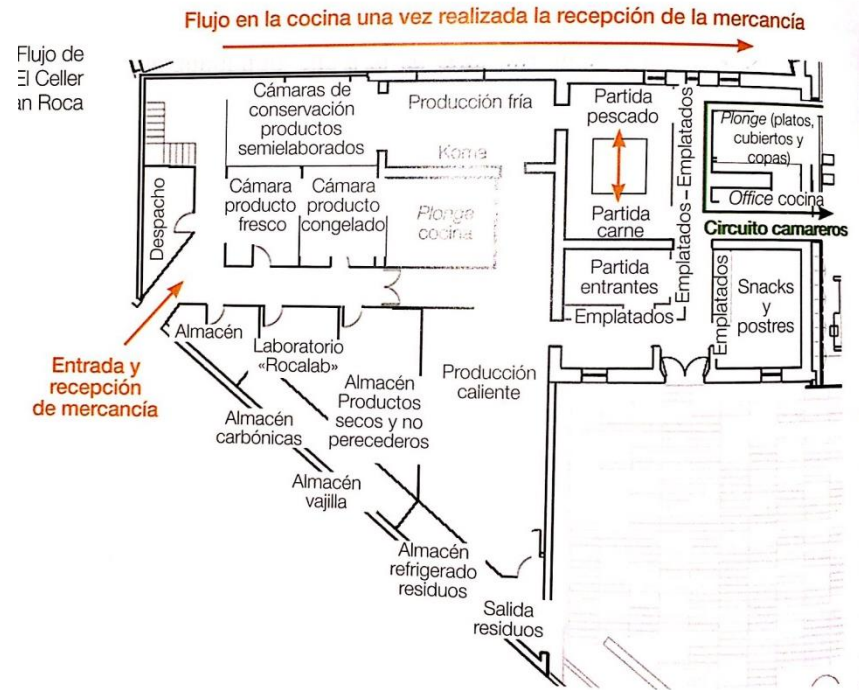 Flujo en la cocina una vez realizada la recepción de la mercancía
Flujo de
El Celler
an Roca
Cámaras de
conservación
productos
semielaborados
Producción fría
Koma
Partida
pescado
Partida
carne
Emplatados – Emplatados
Plonge (platos,
cubiertos y
copas)
Office cocina
Circuito camareros
Despacho
Cámara
producto
fresco
Cámara
producto
congelado
Plonge
cocina
Partida
entrantes
Emplatados
Emplatados
Snacks
y
postres
Entrada y
recepción
de mercancía
Almacén
Laboratorio
«Rocalab»
Almacén
Productos
secos y no
perecederos
Producción
caliente
Almacén
carbónicas
Almacén
vajilla
Almacén
refrigerado
residuos
Salida
residuos